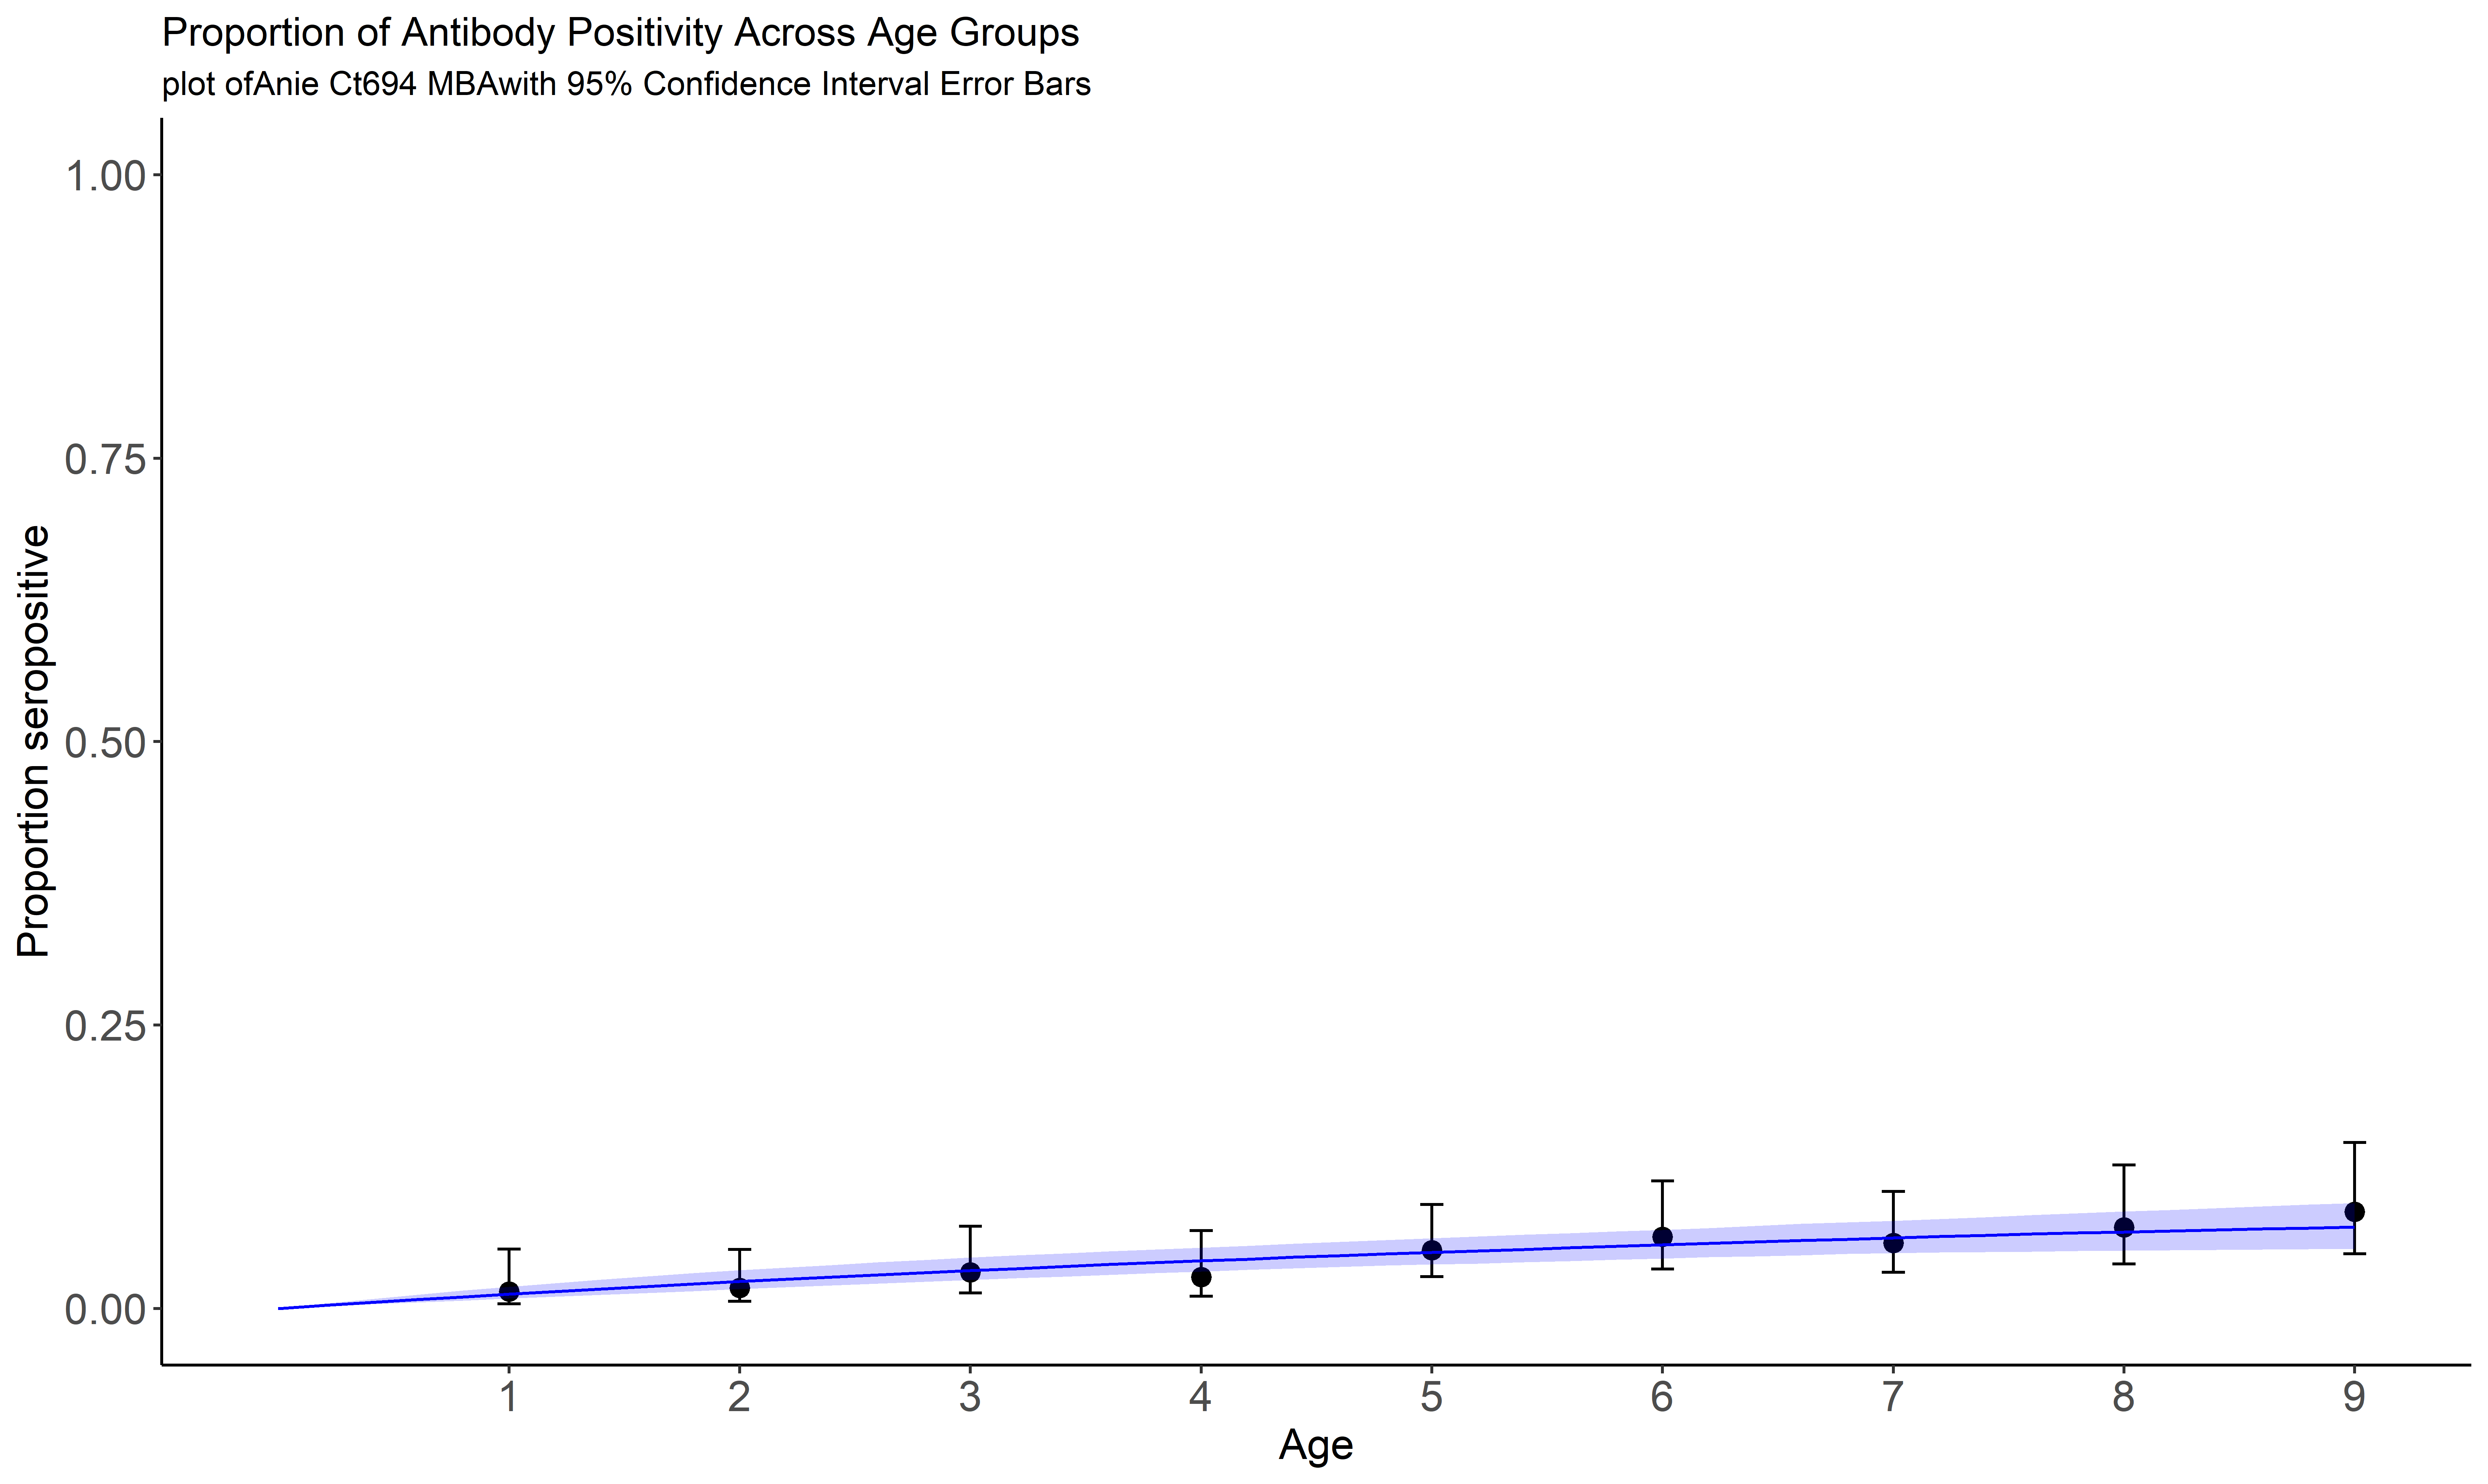 Proportion of Antibody Positivity Across Age Groups
plot ofAnie Ct694 MBAwith 95% Confidence Interval Error Bars
1.00
0.75
0.50
0.25
0.00
Proportion seropositive
1 2 3 4 5 6 7 8 9
Age